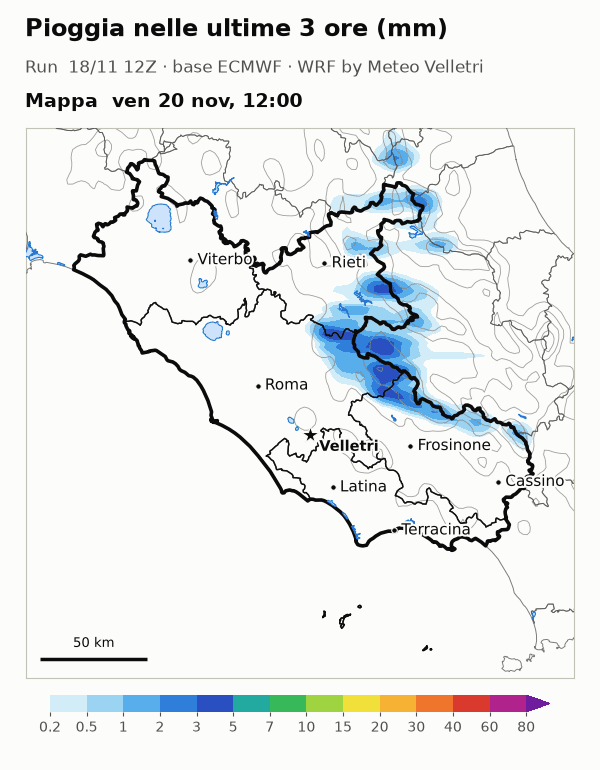 Pioggia nelle ultime 3 ore (mm)
Run  18/11 12Z · base ECMWF · WRF by Meteo Velletri
Mappa  ven 20 nov, 12:00
Viterbo
Rieti
Roma
Velletri
Frosinone
Latina
Cassino
Terracina
50 km
0.2 0.5 1 2 3 5 7 10 15 20 30 40 60 80